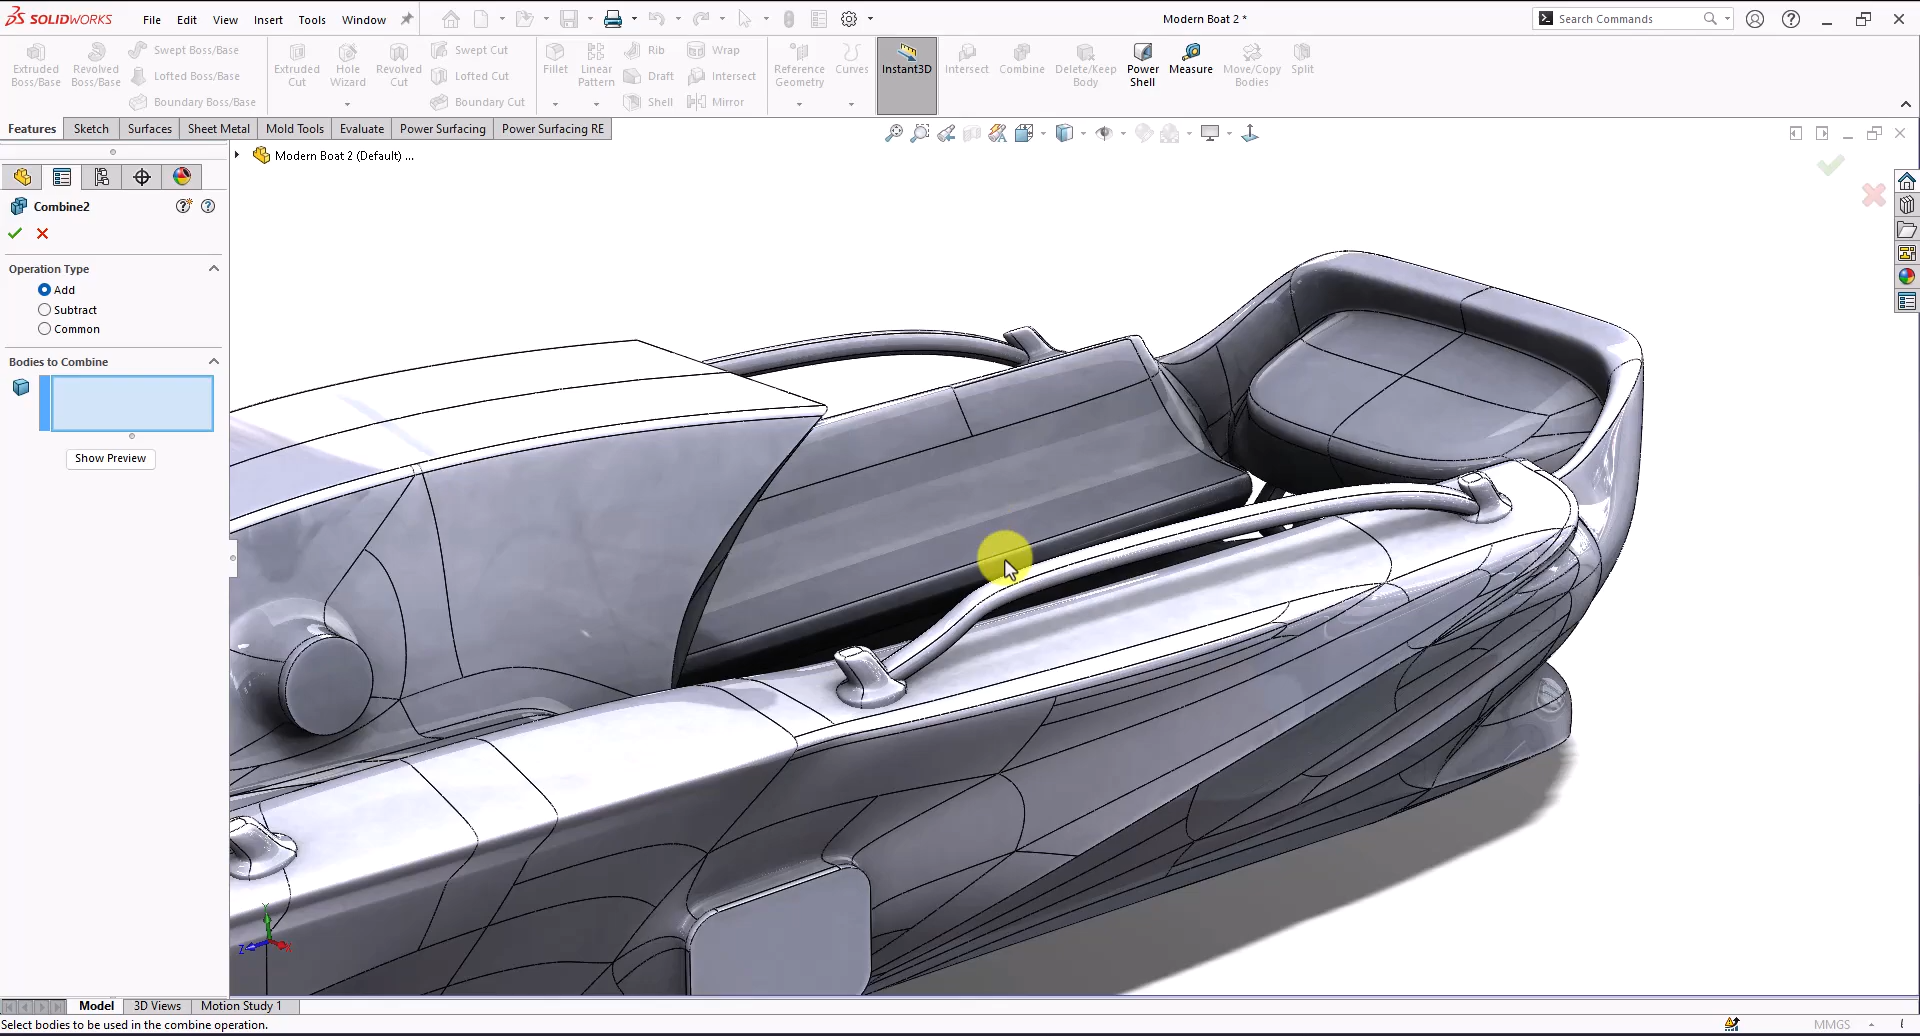 SOLIDWORKS File Edit View Insert Tools Window Modern Boat 2 * Search Commands
Extruded Boss/Base Revolved Boss/Base Swept Boss/Base Lofted Boss/Base Boundary Boss/Base
Extruded Cut Hole Wizard Revolved Cut Swept Cut Lofted Cut Boundary Cut
Fillet Linear Pattern Rib Draft Shell Wrap Intersect Mirror
Reference Geometry Curves Instant3D Intersect Combine Delete/Keep Body Power Shell Measure Move/Copy Bodies Split
Features Sketch Surfaces Sheet Metal Mold Tools Evaluate Power Surfacing Power Surfacing RE
Modern Boat 2 (Default) ...
Combine2
Operation Type
Add
Subtract
Common
Bodies to Combine
Show Preview
Y
Z
Model 3D Views Motion Study 1
Select bodies to be used in the combine operation. MMGS